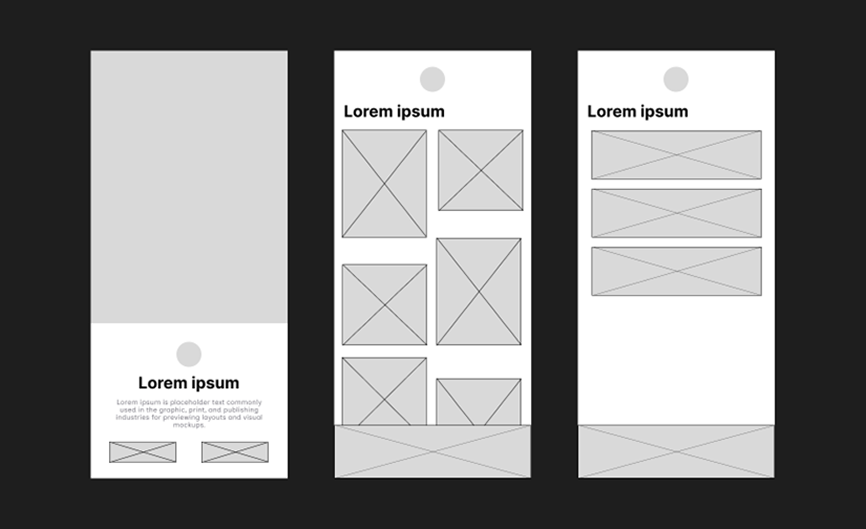 Lorem ipsum
Lorem ipsum is placeholder text commonly
used in the graphic, print, and publishing
industries for previewing layouts and visual
mockups.
Lorem ipsum
Lorem ipsum